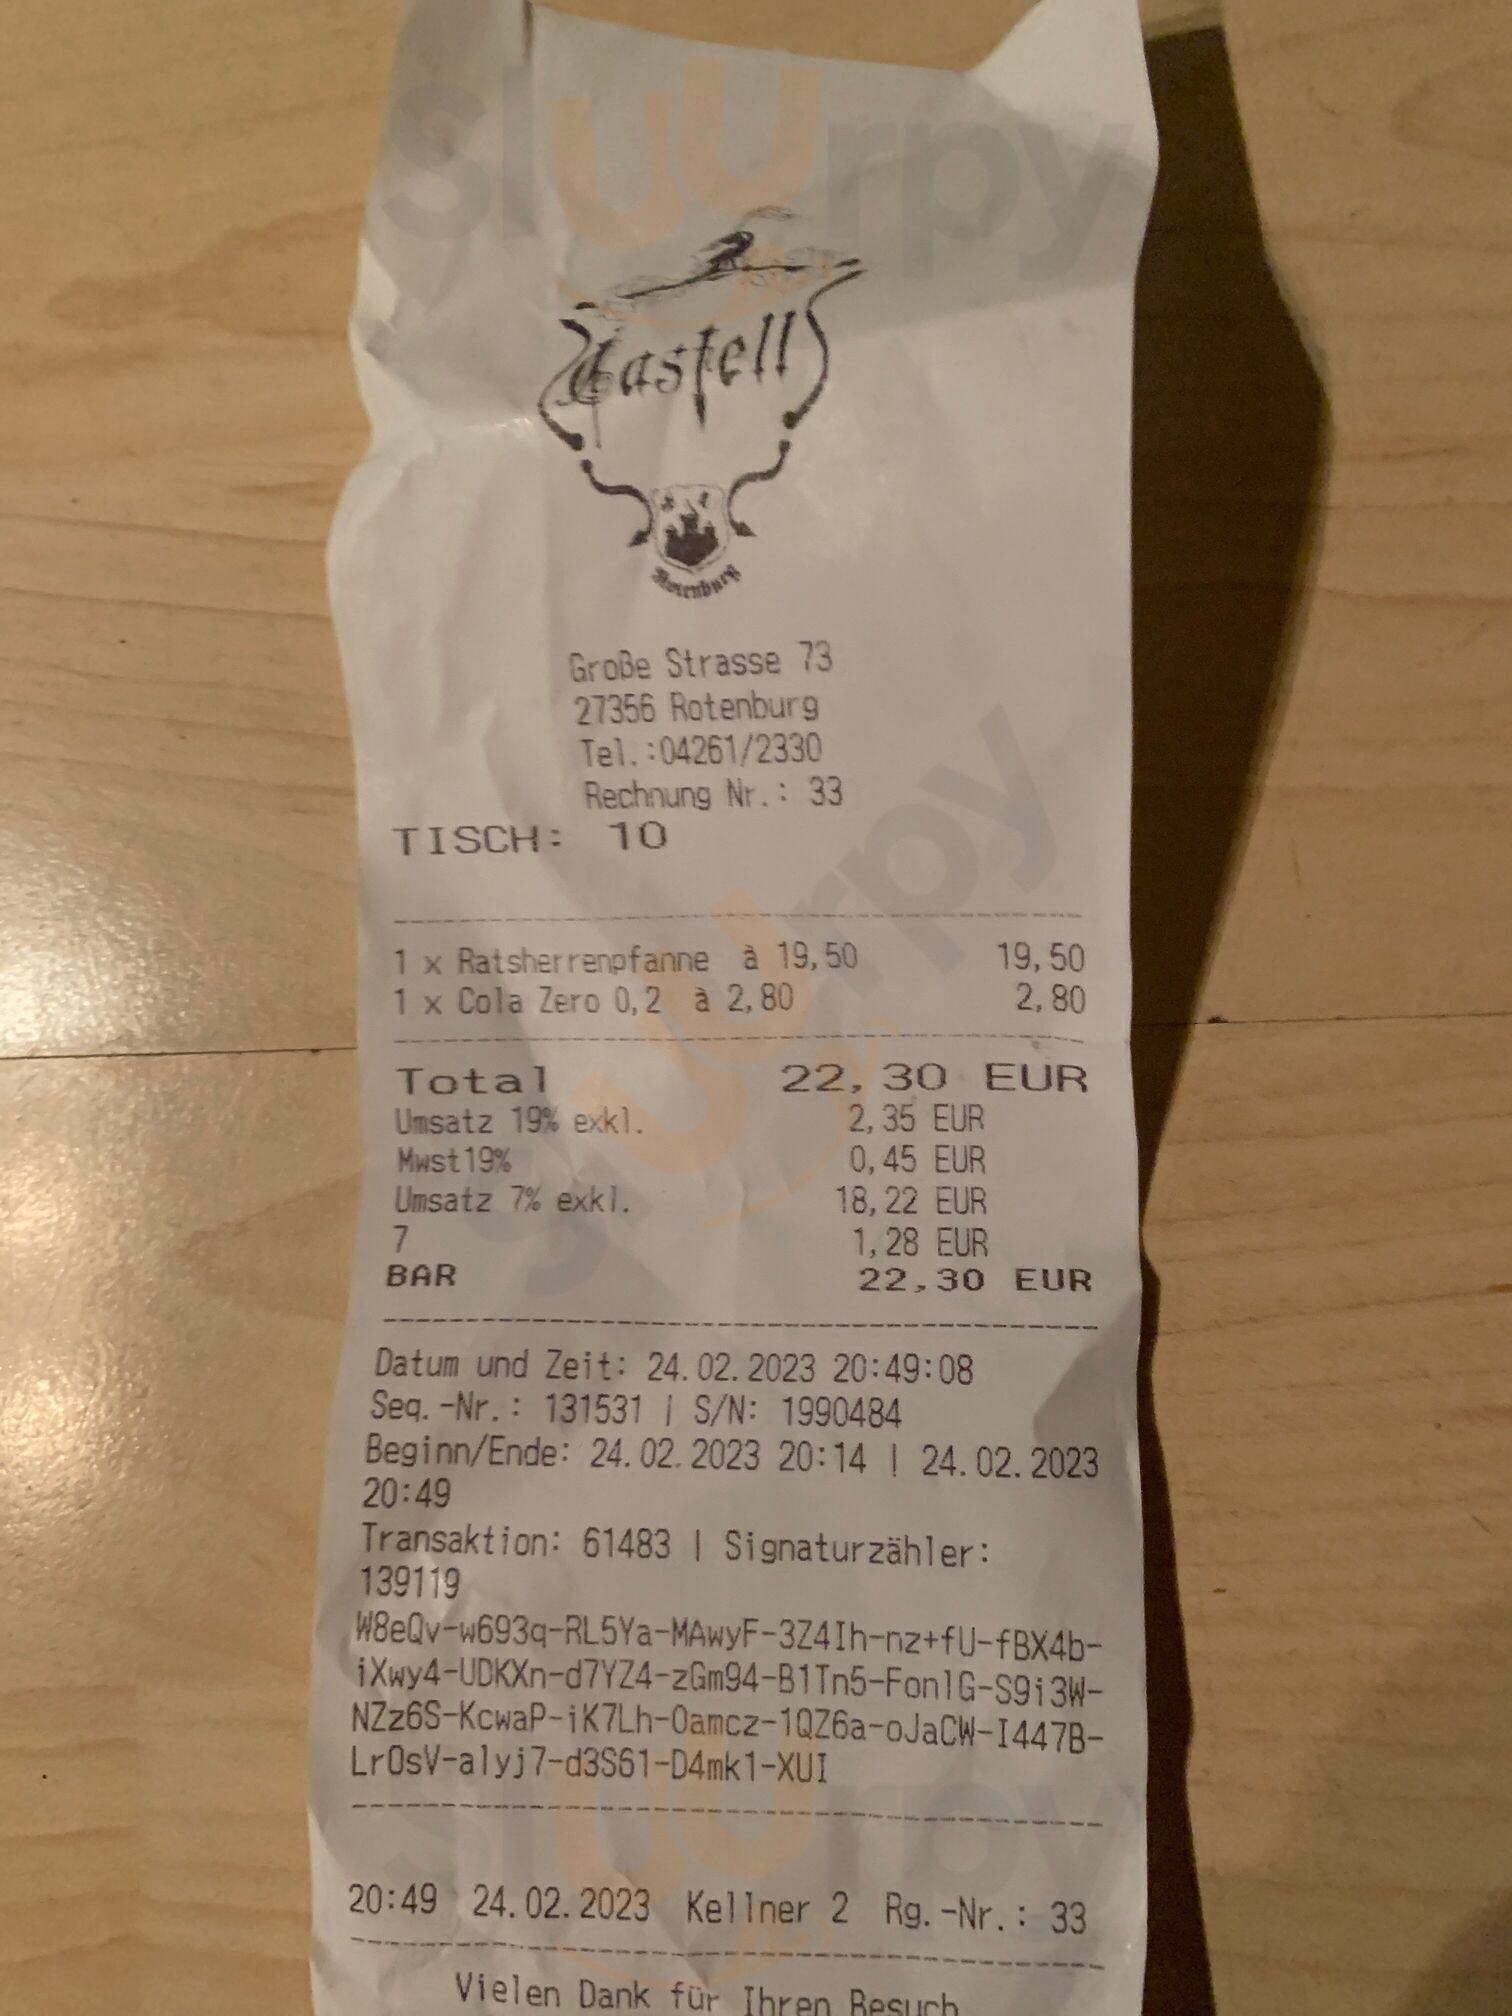 sluurpy
Castell
Rotenburg
Große Strasse 73
27356 Rotenburg
Tel.:04261/2330
Rechnung Nr.: 33
TISCH: 10
1 x Ratsherrenpfanne à 19,50 19,50
1 x Cola Zero 0,2 à 2,80 2,80
Total 22,30 EUR
Umsatz 19% exkl. 2,35 EUR
Mwst19% 0,45 EUR
Umsatz 7% exkl. 18,22 EUR
7 1,28 EUR
BAR 22,30 EUR
Datum und Zeit: 24.02.2023 20:49:08
Seq.-Nr.: 131531 | S/N: 1990484
Beginn/Ende: 24.02.2023 20:14 | 24.02.2023
20:49
Transaktion: 61483 | Signaturzähler:
139119
W8eQv-w693q-RL5Ya-MAwyF-3Z4Ih-nz+fU-fBX4b-
iXwy4-UDKXn-d7YZ4-zGm94-B1Tn5-FonlG-S9i3W-
NZz6S-KcwaP-iK7Lh-Oamcz-1QZ6a-oJaCW-I447B-
LrOsV-alyj7-d3S61-D4mk1-XUI
20:49 24.02.2023 Kellner 2 Rg.-Nr.: 33
Vielen Dank für Ihren Besuch
sluurpy
sluurpy